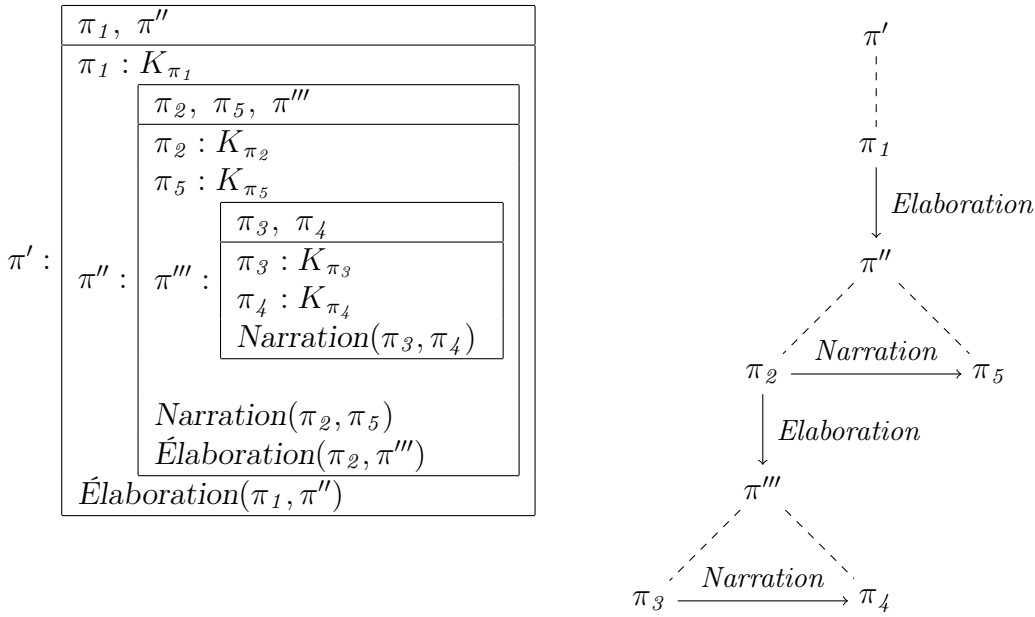 π₁, π″
π₁ : K_π₁
π₂, π₅, π‴
π₂ : K_π₂
π₅ : K_π₅
π₃, π₄
π′ :
π″ :
π‴ :
π₃ : K_π₃
π₄ : K_π₄
Narration(π₃, π₄)
Narration(π₂, π₅)
Élaboration(π₂, π‴)
Élaboration(π₁, π″)
π′
π₁
Elaboration
π″
Narration
π₂
π₅
Elaboration
π‴
Narration
π₃
π₄